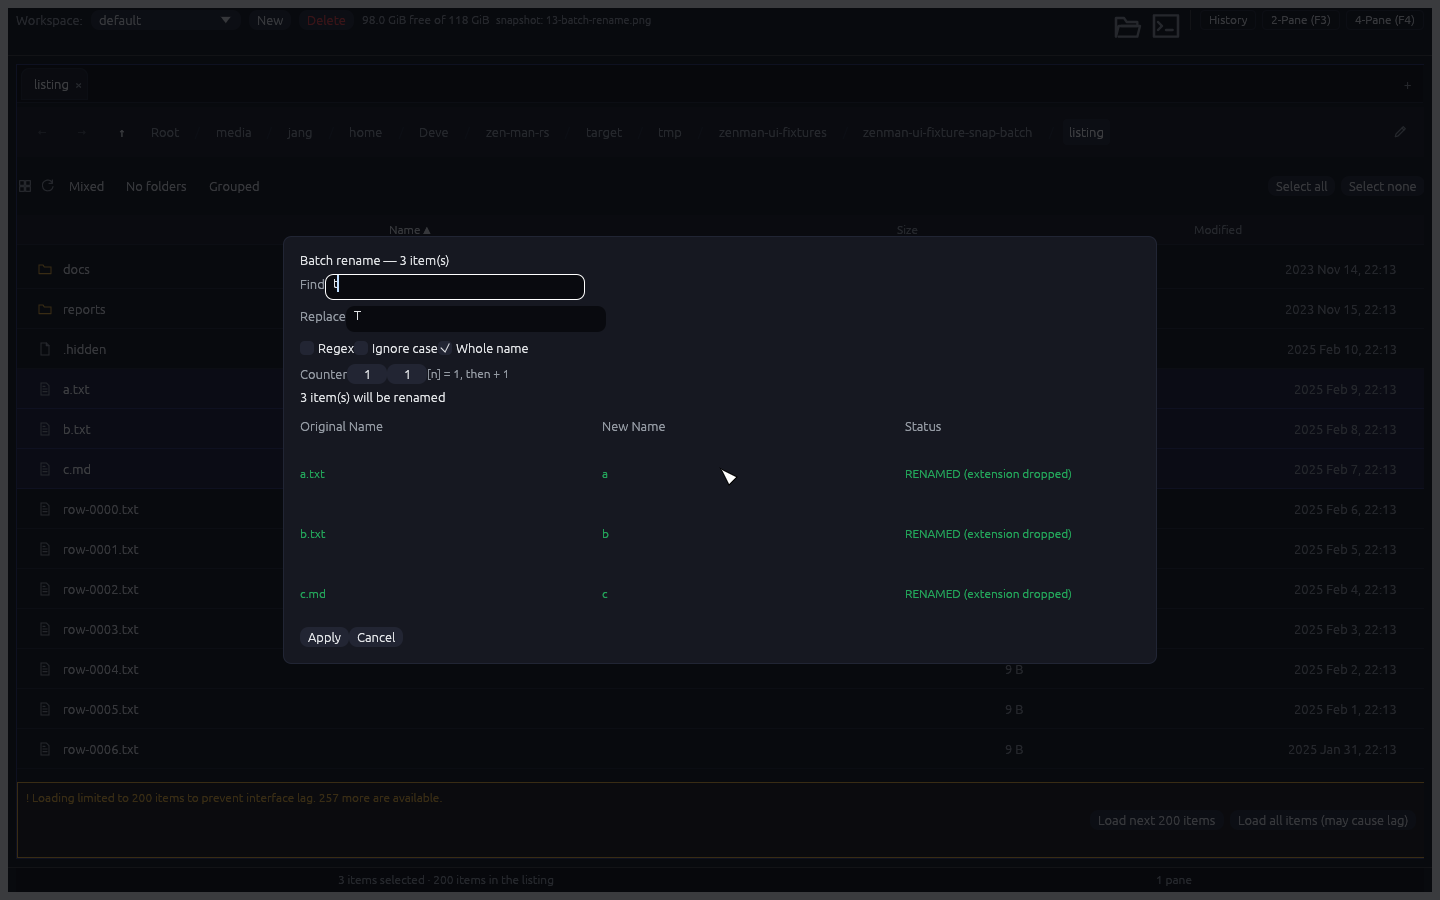 Workspace: default New Delete 98.0 GiB free of 118 GiB snapshot: 13-batch-rename.png History 2-Pane (F3) 4-Pane (F4)
listing × +
← → ↑ Root media jang home Deve zen-man-rs target tmp zenman-ui-fixtures zenman-ui-fixture-snap-batch listing
Mixed No folders Grouped Select all Select none
Name ▲ Size Modified
docs 2023 Nov 14, 22:13
reports 2023 Nov 15, 22:13
.hidden 2025 Feb 10, 22:13
a.txt 2025 Feb 9, 22:13
b.txt 2025 Feb 8, 22:13
c.md 2025 Feb 7, 22:13
row-0000.txt 2025 Feb 6, 22:13
row-0001.txt 2025 Feb 5, 22:13
row-0002.txt 2025 Feb 4, 22:13
row-0003.txt 2025 Feb 3, 22:13
row-0004.txt 9 B 2025 Feb 2, 22:13
row-0005.txt 9 B 2025 Feb 1, 22:13
row-0006.txt 9 B 2025 Jan 31, 22:13
Batch rename — 3 item(s)
Find t
Replace T
Regex Ignore case ✓ Whole name
Counter 1 1 [n] = 1, then + 1
3 item(s) will be renamed
Original Name New Name Status
a.txt a RENAMED (extension dropped)
b.txt b RENAMED (extension dropped)
c.md c RENAMED (extension dropped)
Apply Cancel
! Loading limited to 200 items to prevent interface lag. 257 more are available.
Load next 200 items Load all items (may cause lag)
3 items selected · 200 items in the listing 1 pane